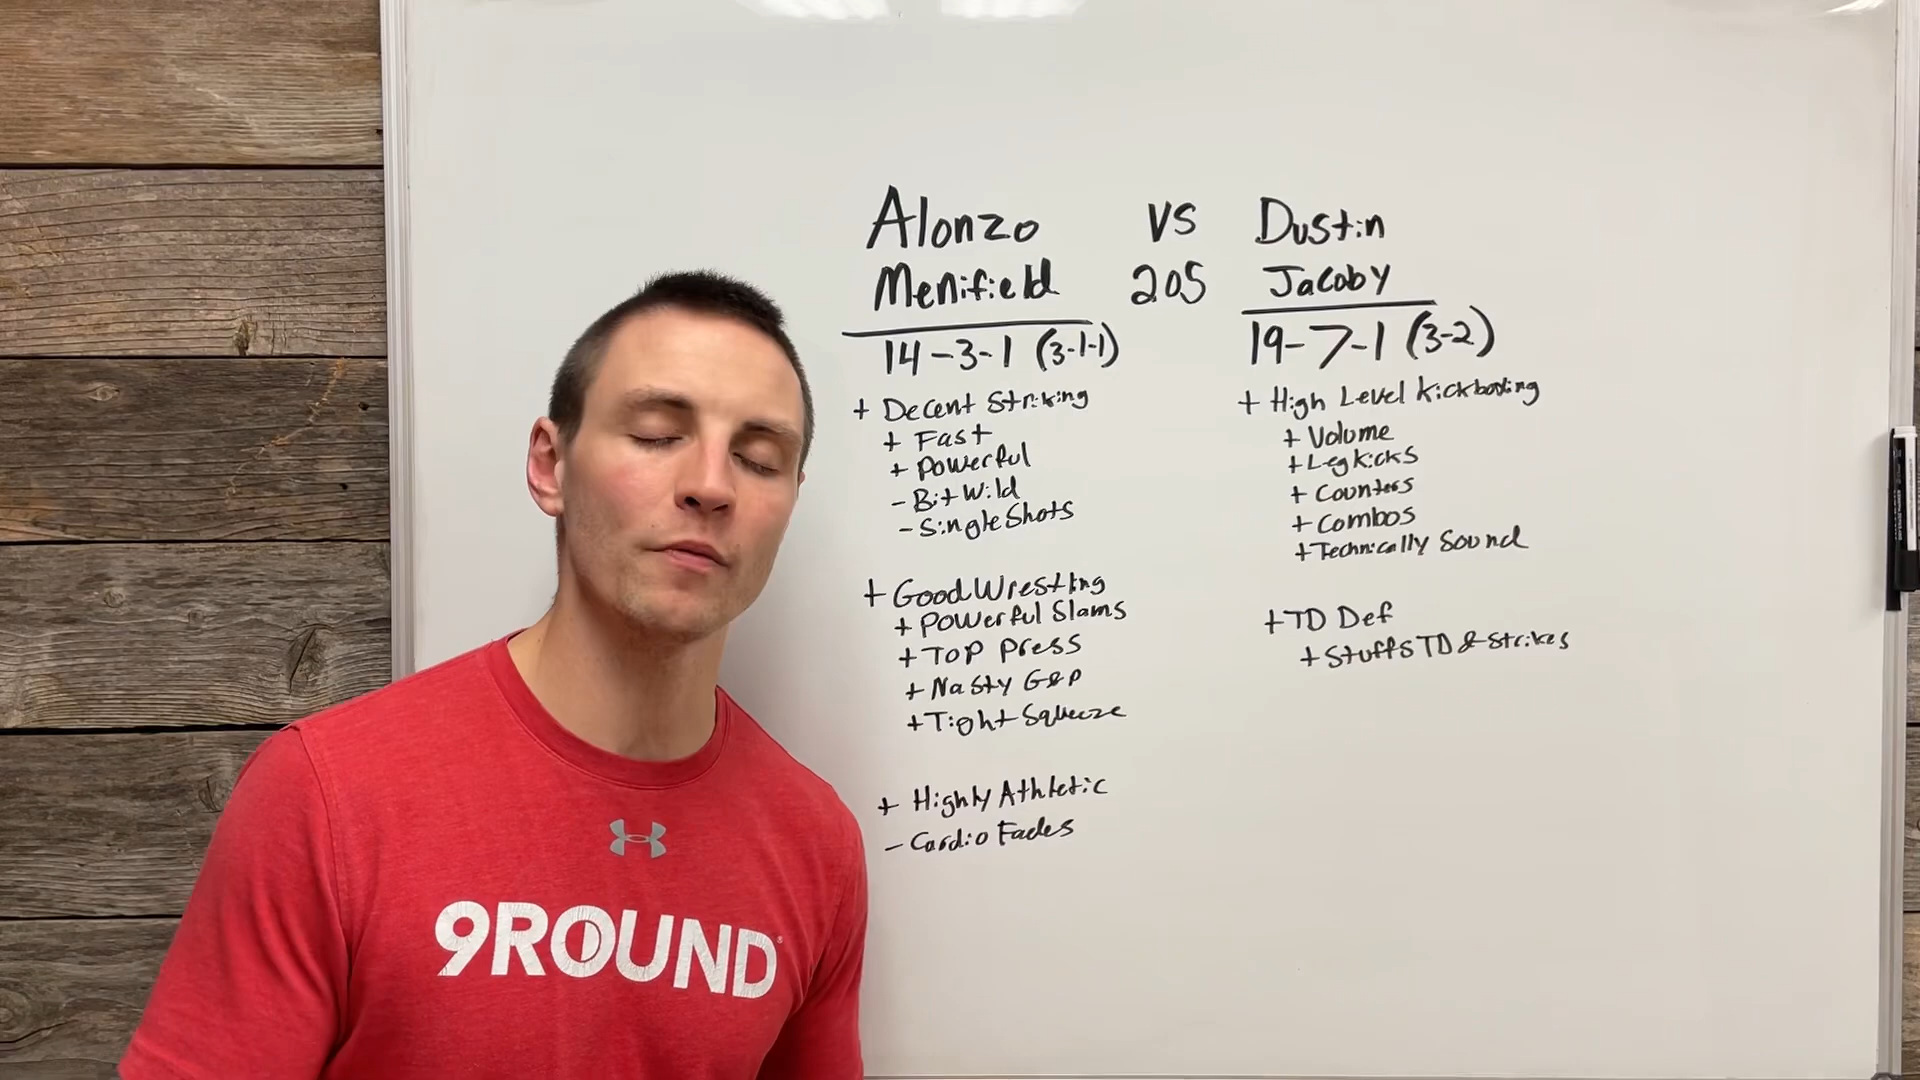 Alonzo
Menifield
14-3-1 (3-1-1)
+ Decent Striking
+ Fast
+ Powerful
- Bit Wild
- Single Shots
+ Good Wrestling
+ Powerful Slams
+ Top Press
+ Nasty G&P
+ Tight Squeeze
+ Highly Athletic
- Cardio Fades
VS
205
Dustin
Jacoby
19-7-1 (3-2)
+ High Level Kickboxing
+ Volume
+ Leg kicks
+ Counters
+ Combos
+ Technically Sound
+ TD Def
+ Stuffs TD & Strikes
9ROUND